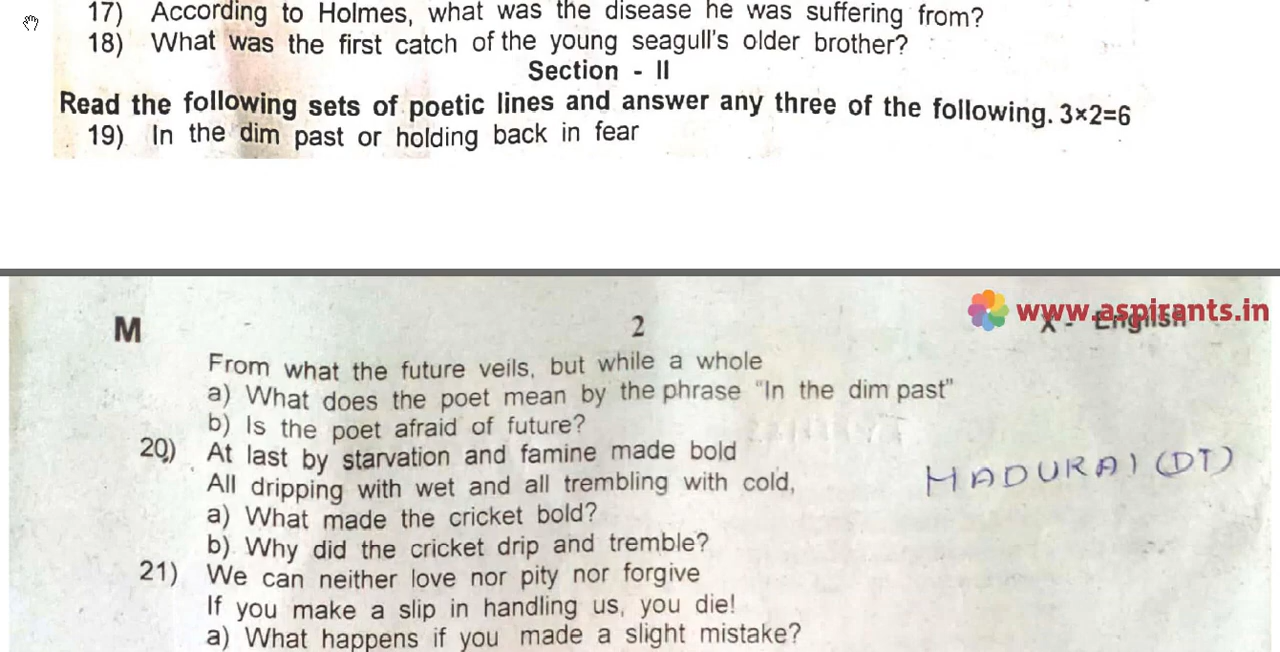 17) According to Holmes, what was the disease he was suffering from?
18) What was the first catch of the young seagull's older brother?
Section - II
Read the following sets of poetic lines and answer any three of the following. 3×2=6
19) In the dim past or holding back in fear
www.aspirants.in
M 2 X - English
From what the future veils, but while a whole
a) What does the poet mean by the phrase "In the dim past"
b) Is the poet afraid of future?
20) At last by starvation and famine made bold
All dripping with wet and all trembling with cold,
MADURAI (DT)
a) What made the cricket bold?
b) Why did the cricket drip and tremble?
21) We can neither love nor pity nor forgive
If you make a slip in handling us, you die!
a) What happens if you made a slight mistake?